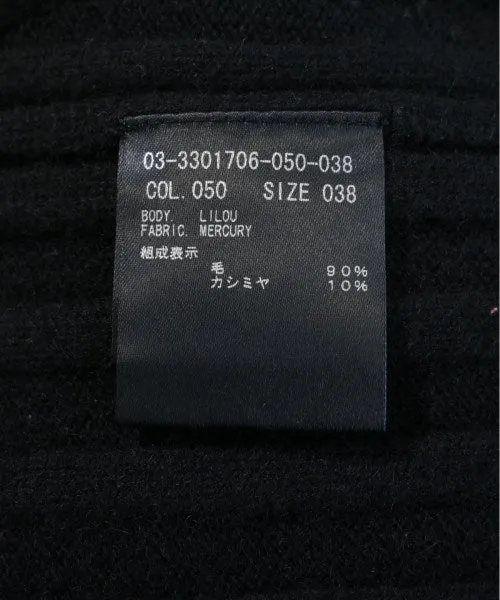 03-3301706-050-038
COL. 050 SIZE 038
BODY. LILOU
FABRIC. MERCURY
組成表示
毛 90%
カシミヤ 10%